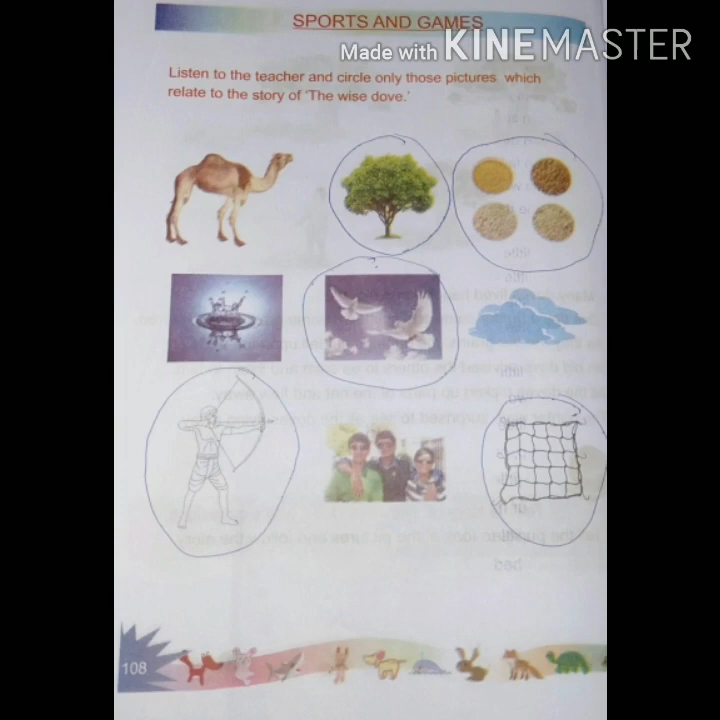 SPORTS AND GAMES
Made with KINEMASTER
Listen to the teacher and circle only those pictures which
relate to the story of 'The wise dove.'
108